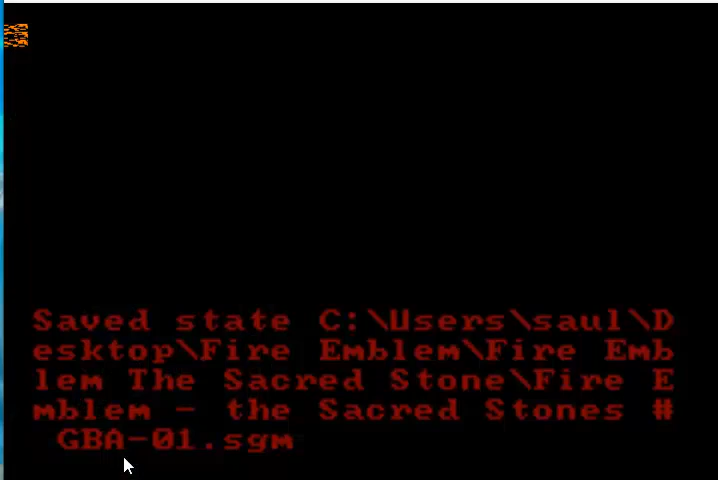 Saved state C:\Users\saul\D
esktop\Fire Emblem\Fire Emb
lem The Sacred Stone\Fire E
mblem - the Sacred Stones #
GBA-01.sgm